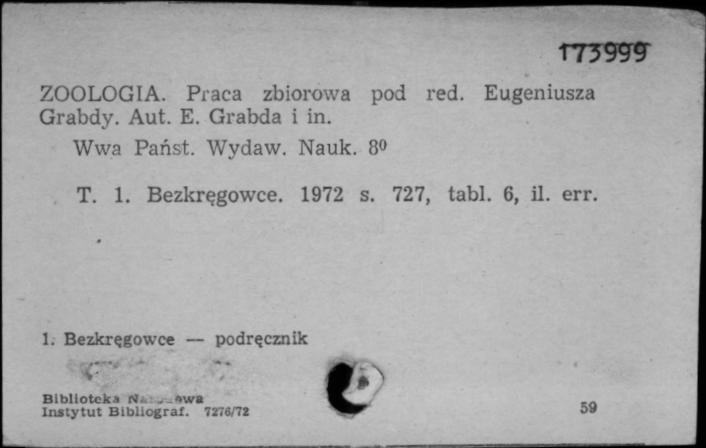 173999
ZOOLOGIA. Praca zbiorowa pod red. Eugeniusza
Grabdy. Aut. E. Grabda i in.
Wwa Państ. Wydaw. Nauk. 8º
T. 1. Bezkręgowce. 1972 s. 727, tabl. 6, il. err.
1. Bezkręgowce — podręcznik
Biblioteka
Instytut Bibliograf. 7276/72
59